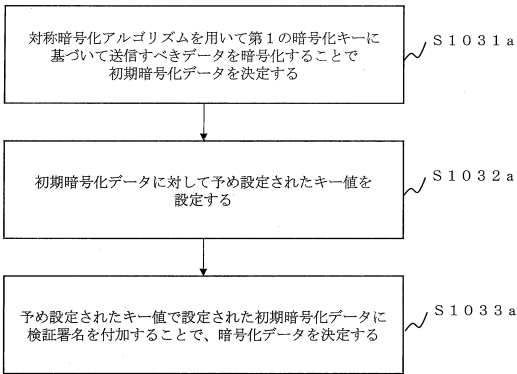 対称暗号化アルゴリズムを用いて第１の暗号化キーに
基づいて送信すべきデータを暗号化することで
初期暗号化データを決定する
Ｓ１０３１ａ
初期暗号化データに対して予め設定されたキー値を
設定する
Ｓ１０３２ａ
予め設定されたキー値で設定された初期暗号化データに
検証署名を付加することで、暗号化データを決定する
Ｓ１０３３ａ